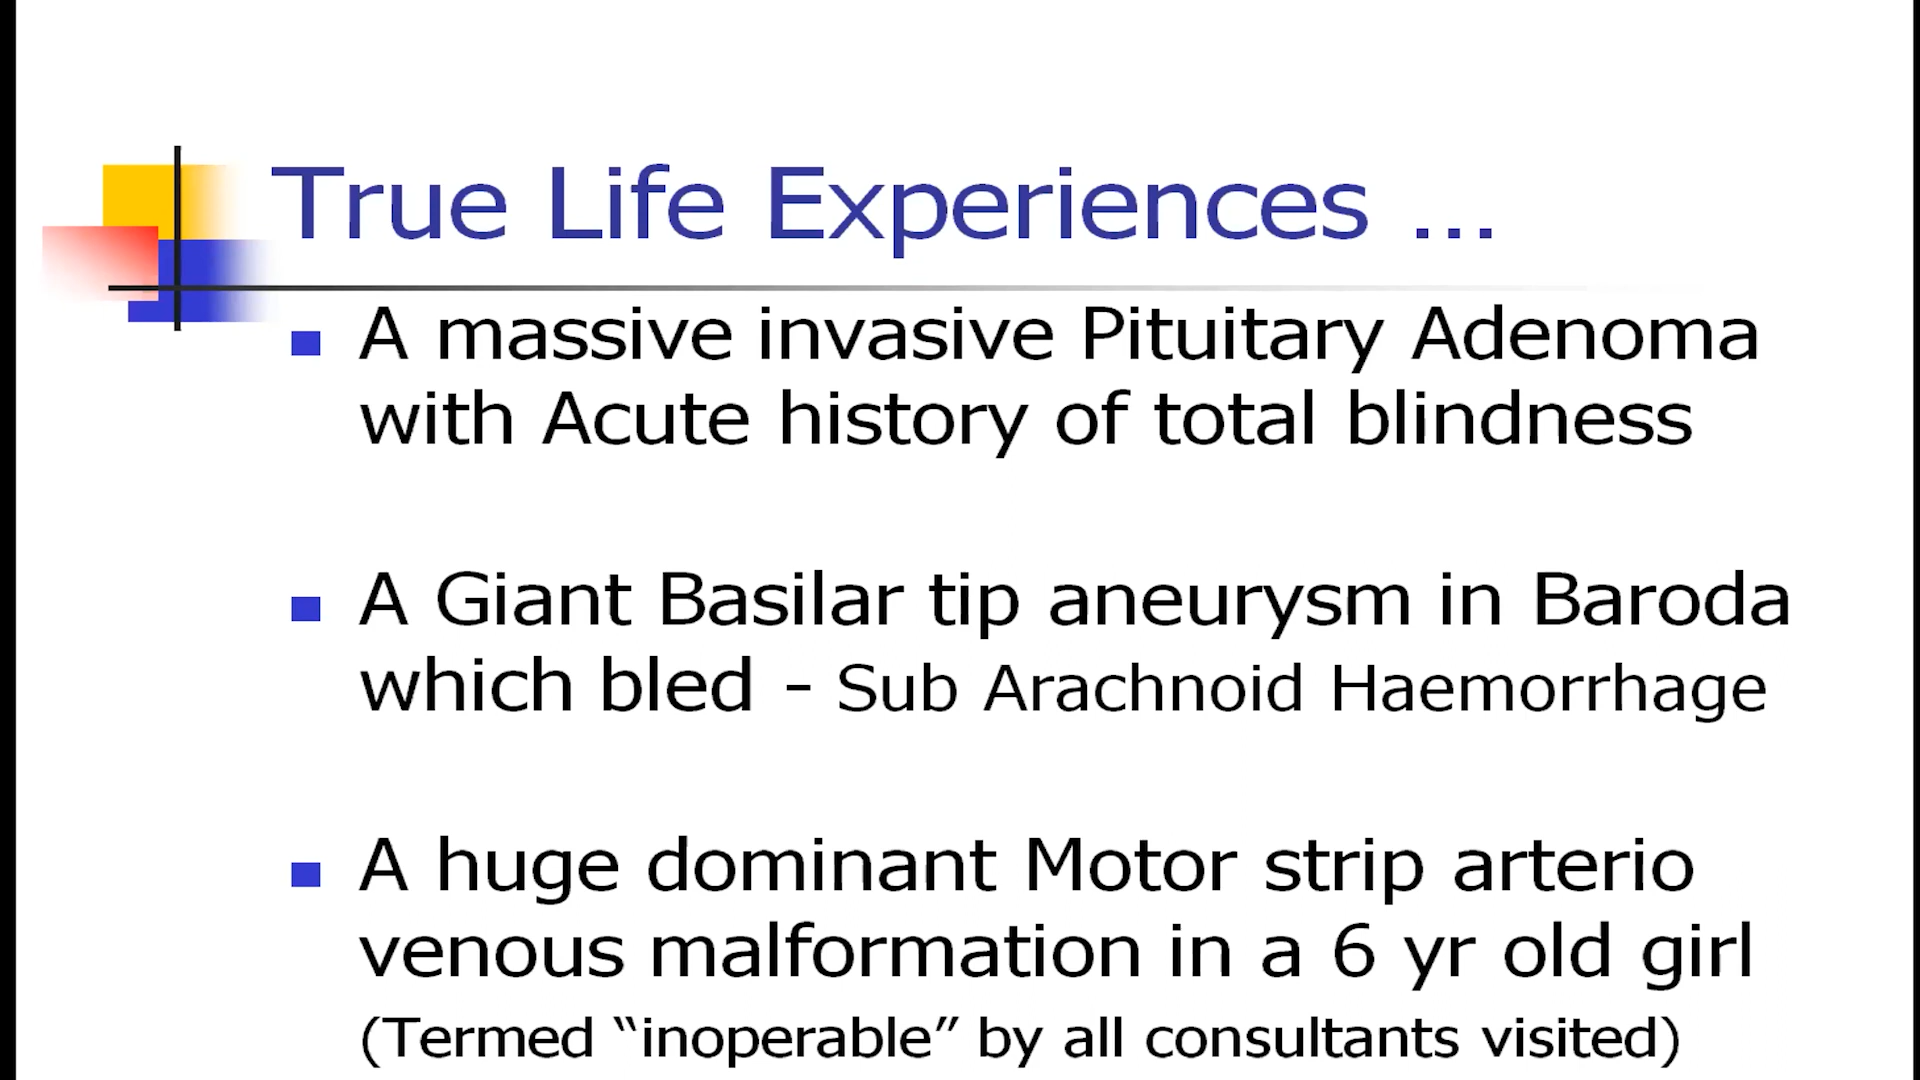 True Life Experiences ...
A massive invasive Pituitary Adenoma
with Acute history of total blindness
A Giant Basilar tip aneurysm in Baroda
which bled - Sub Arachnoid Haemorrhage
A huge dominant Motor strip arterio
venous malformation in a 6 yr old girl
(Termed “inoperable” by all consultants visited)